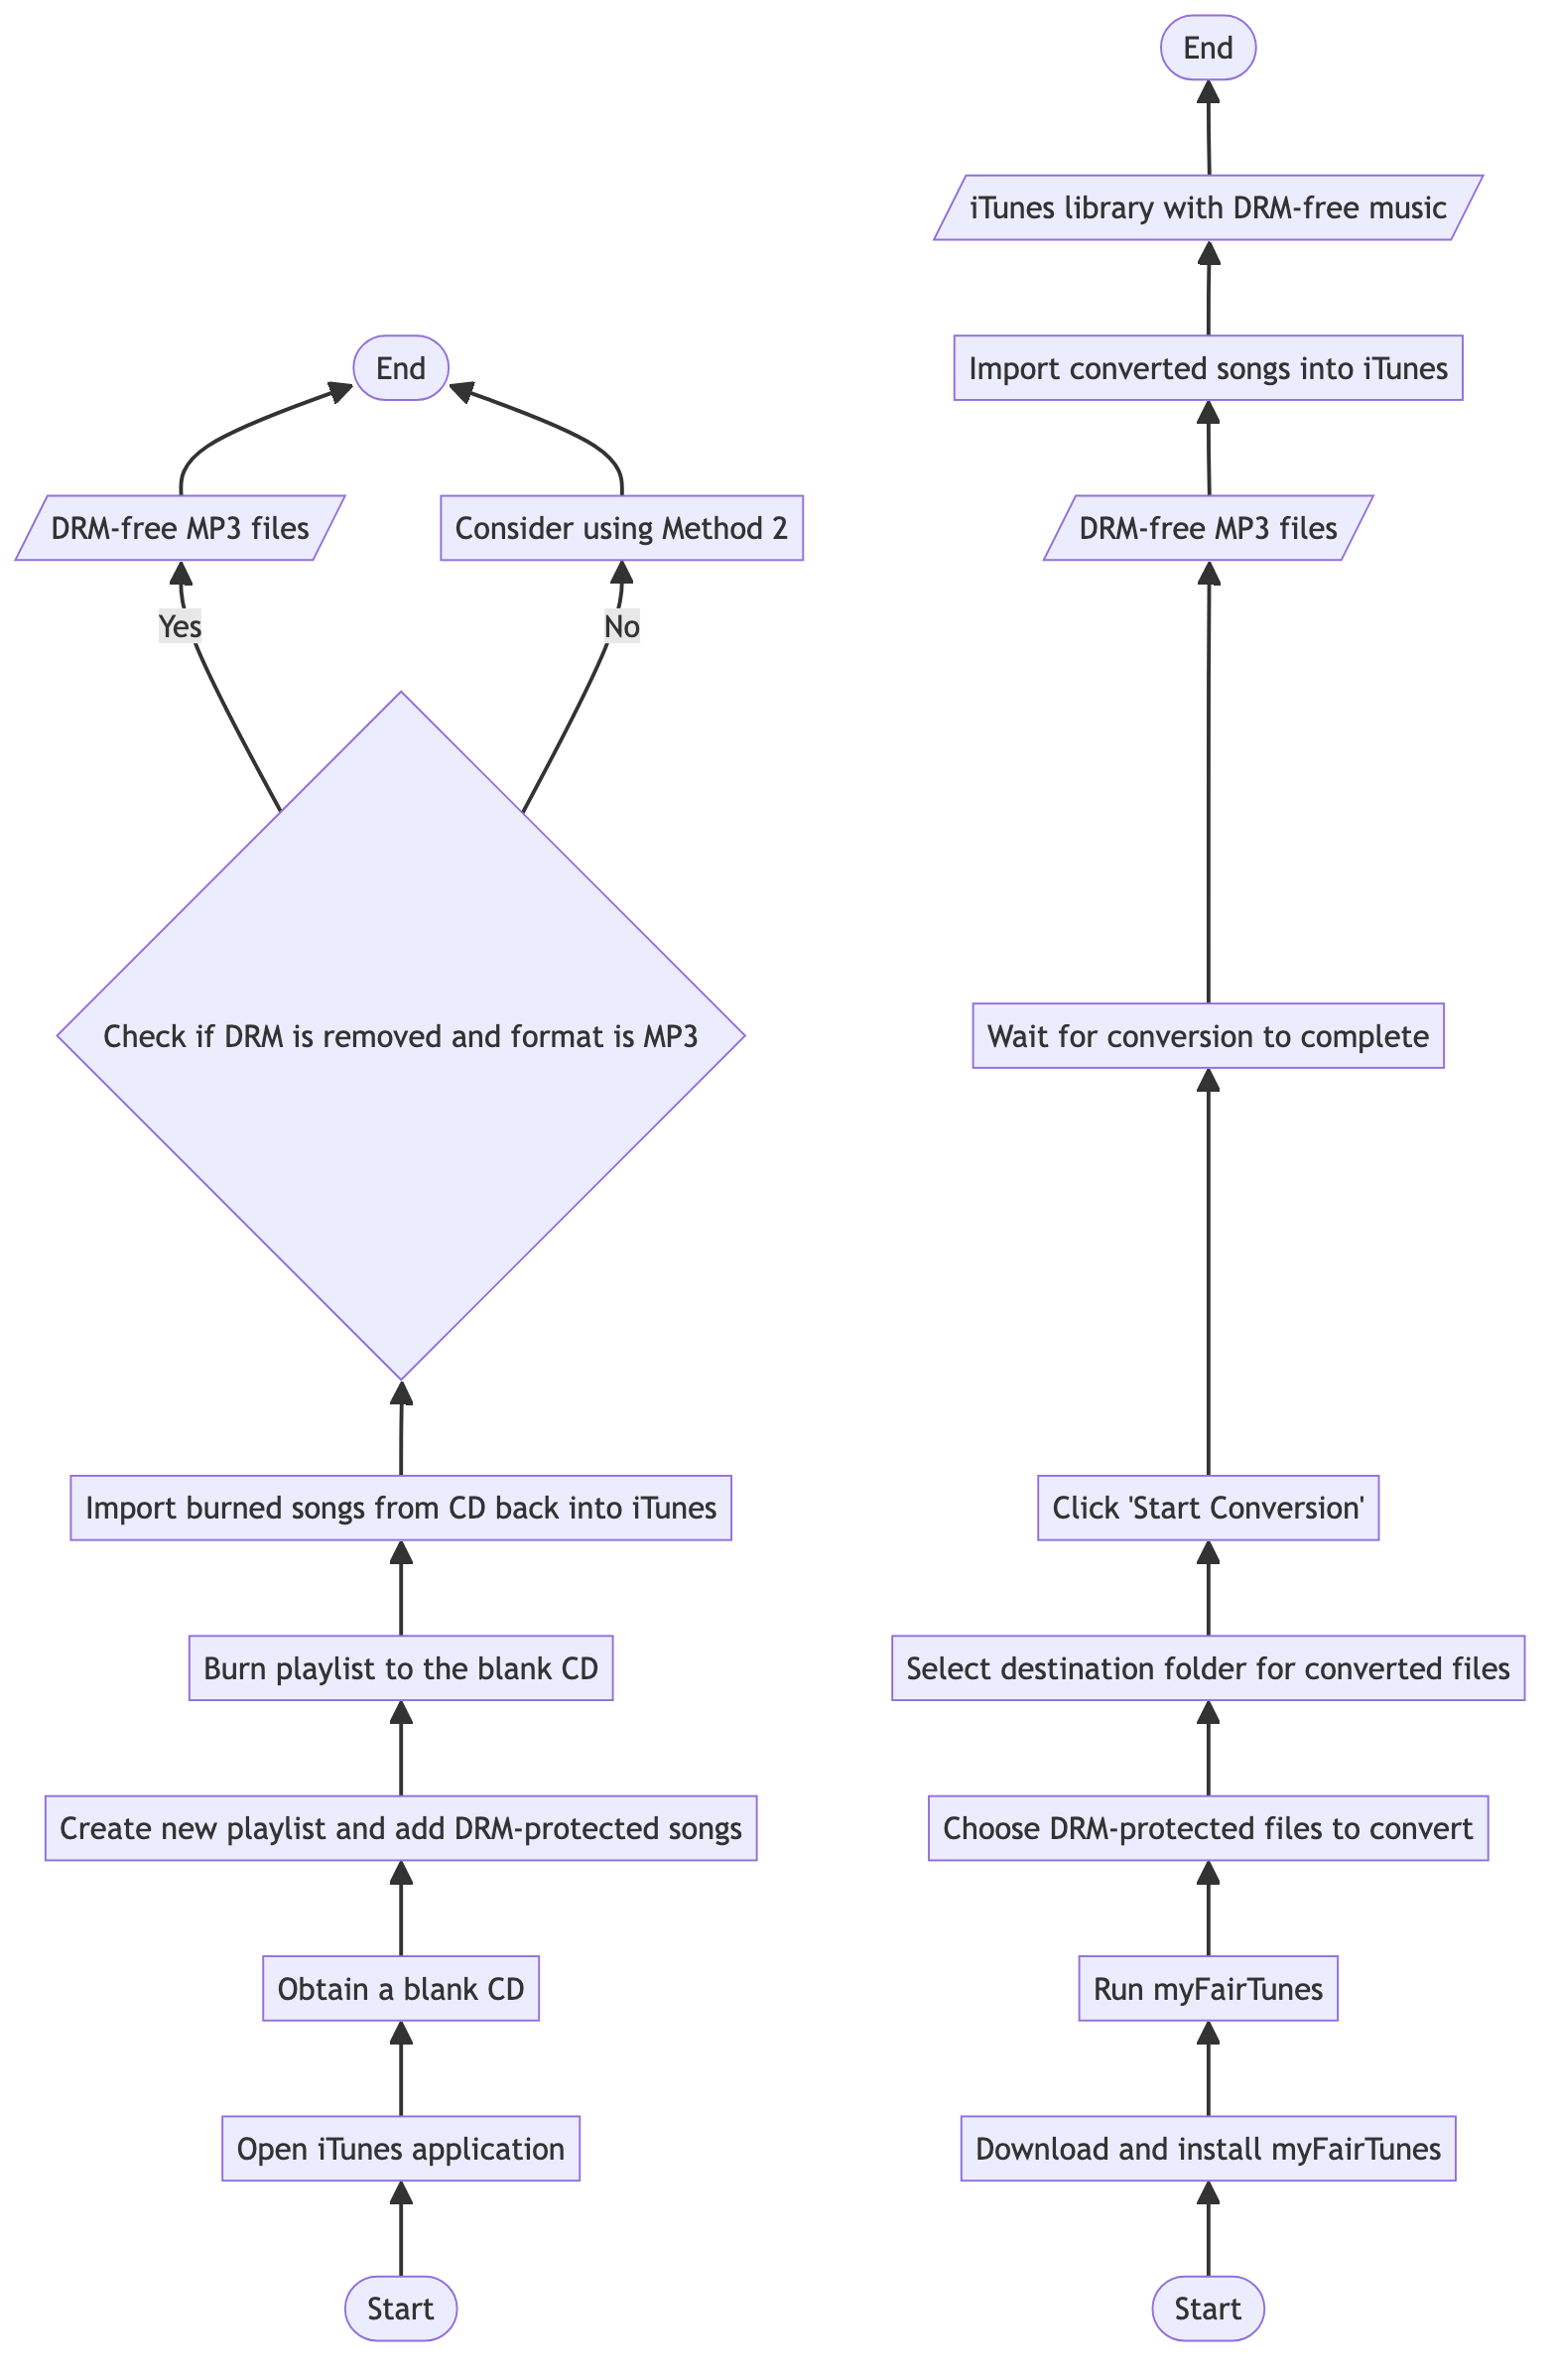 End
iTunes library with DRM-free music
End
Import converted songs into iTunes
DRM-free MP3 files
Consider using Method 2
DRM-free MP3 files
Yes
No
Check if DRM is removed and format is MP3
Wait for conversion to complete
Import burned songs from CD back into iTunes
Click 'Start Conversion'
Burn playlist to the blank CD
Select destination folder for converted files
Create new playlist and add DRM-protected songs
Choose DRM-protected files to convert
Obtain a blank CD
Run myFairTunes
Open iTunes application
Download and install myFairTunes
Start
Start